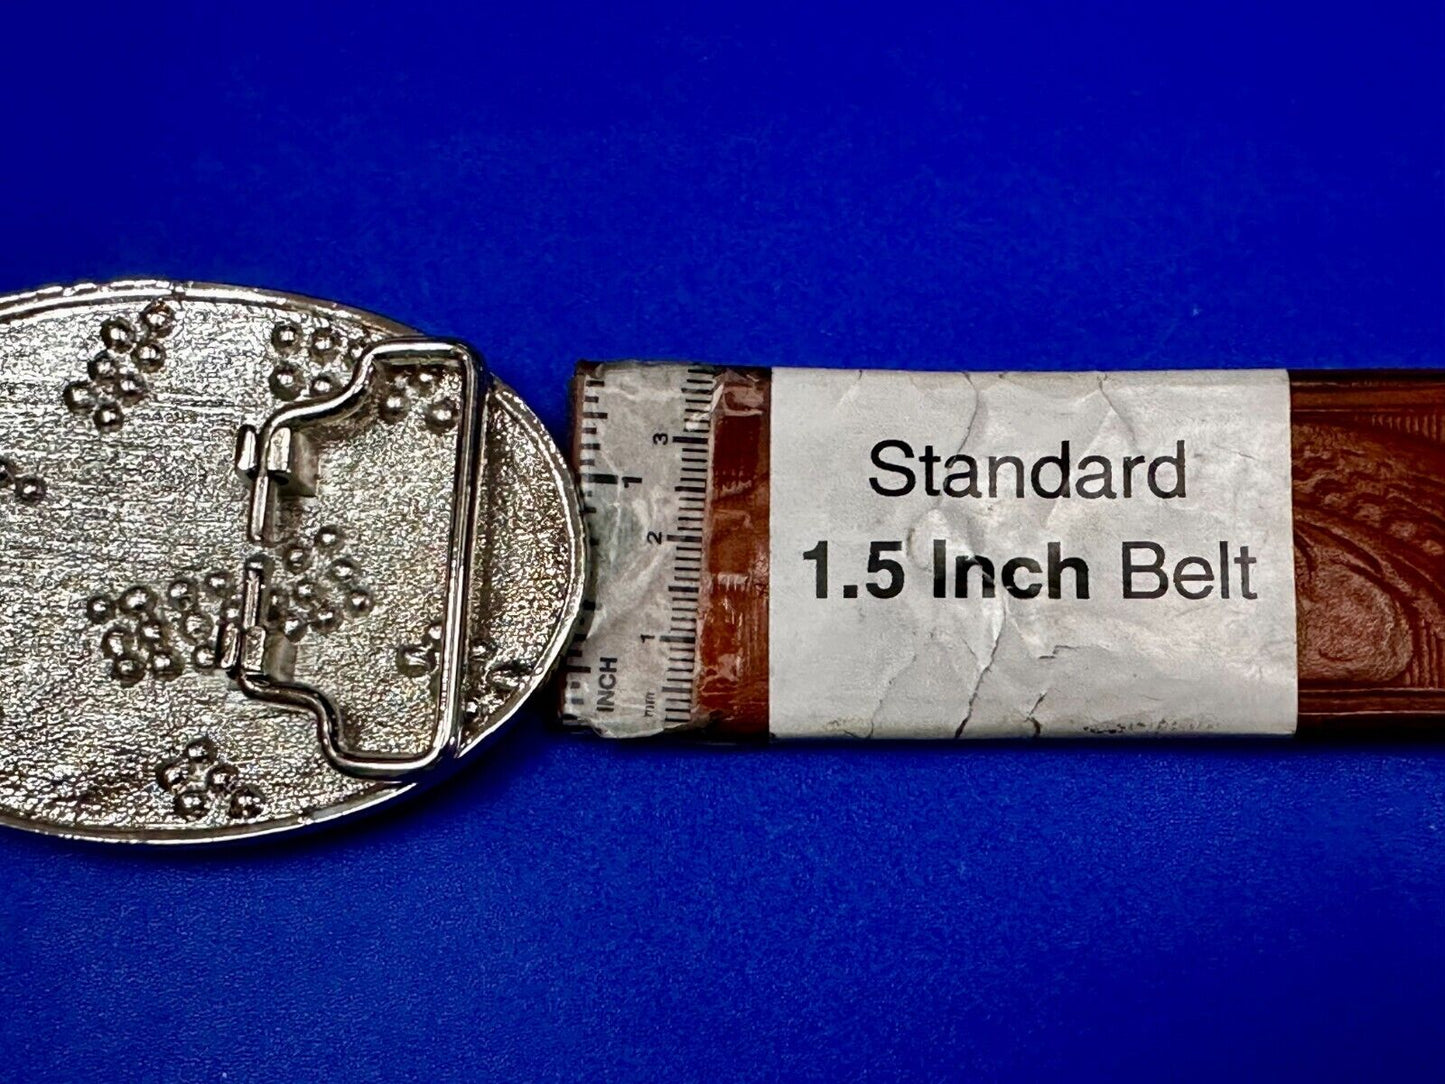 Standard
1.5 Inch Belt
INCH 1
mm 1 2 3